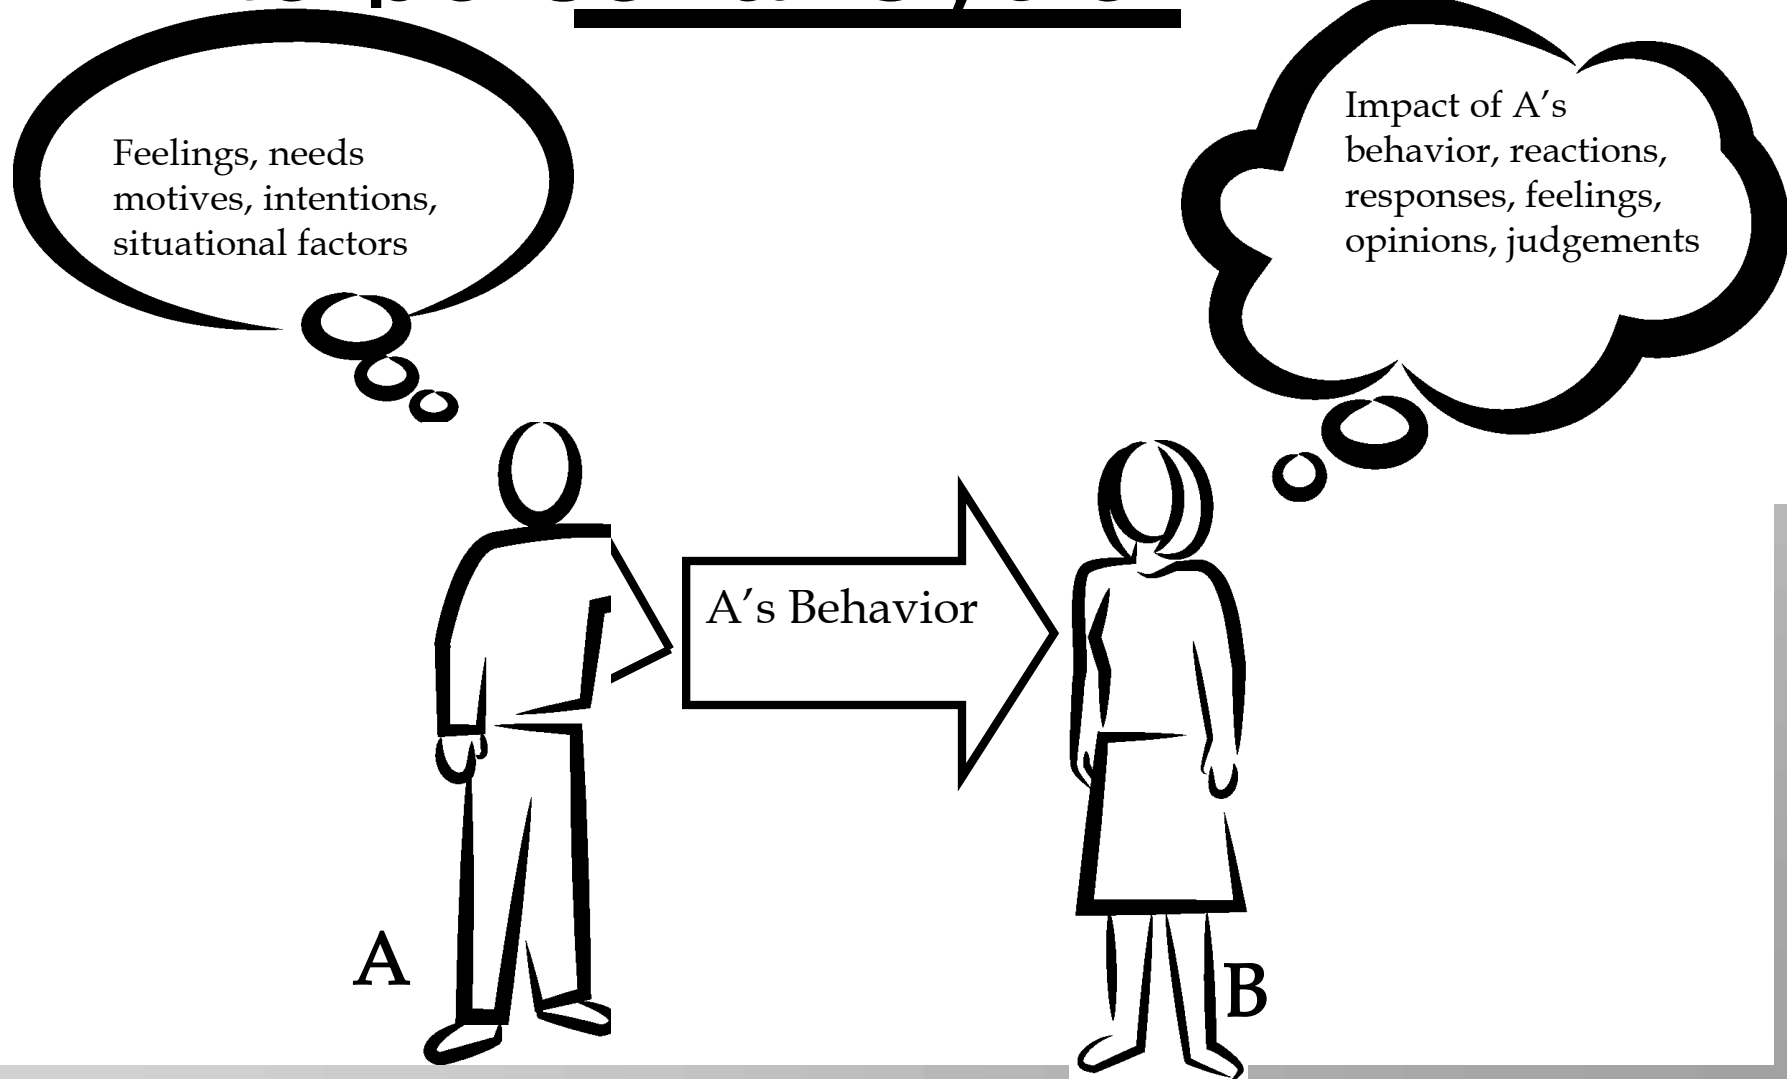 Feelings, needs
motives, intentions,
situational factors
Impact of A's
behavior, reactions,
responses, feelings,
opinions, judgements
A's Behavior
A
B